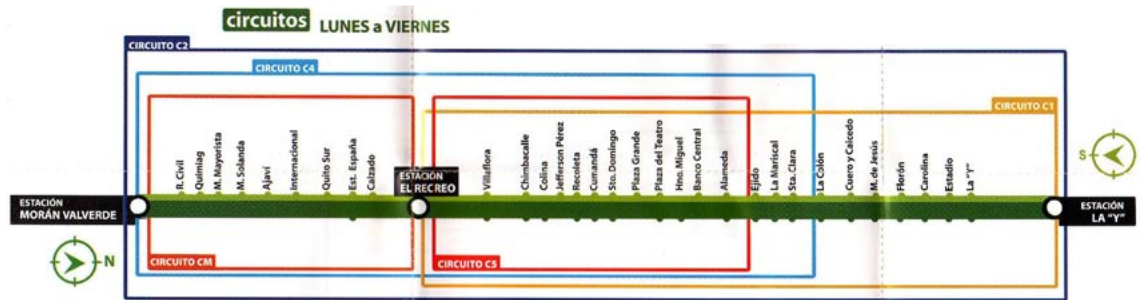 circuitos LUNES a VIERNES
CIRCUITO C2
CIRCUITO C4
CIRCUITO C1
R. Civil
Quimiag
M. Mayorista
M. Solanda
Ajaví
Internacional
Quito Sur
Est. España
Calzado
Villaflora
Chimbacalle
Colina
Jefferson Pérez
Recoleta
Cumandá
Sto. Domingo
Plaza Grande
Plaza del Teatro
Hno. Miguel
Banco Central
Alameda
Ejido
La Mariscal
Sta. Clara
La Colón
Cuero y Caicedo
M. de Jesús
Florón
Carolina
Estadio
La "Y"
S
ESTACIÓN
EL RECREO
ESTACIÓN
MORÁN VALVERDE
ESTACIÓN
LA "Y"
N
CIRCUITO CM
CIRCUITO C5